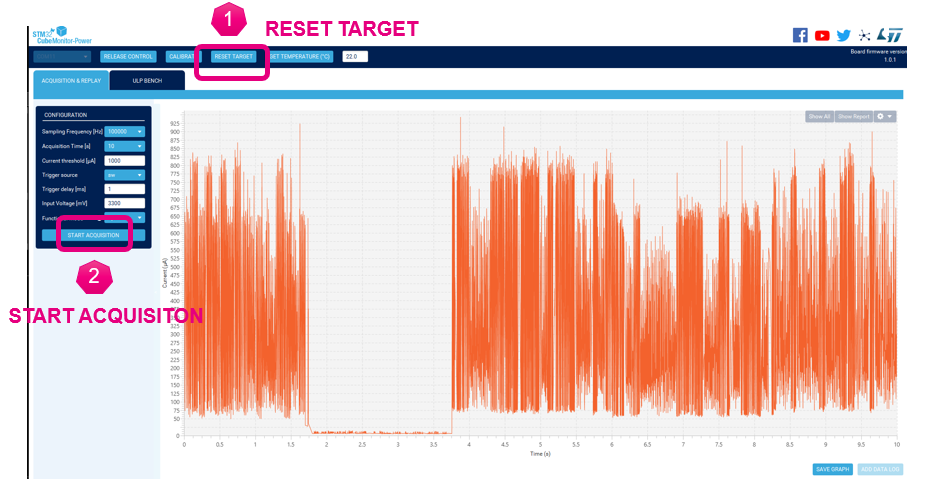 1
RESET TARGET
STM32
CubeMonitor-Power
RELEASE CONTROL
RESET TARGET
SET TEMPERATURE (°C)
22.0
Board firmware version
1.0.1
ACQUISITION & REPLAY
ULP BENCH
CONFIGURATION
Sampling Frequency [Hz] 100000
Acquisition Time [s] 10
Current threshold [µA] 1000
Trigger source sw
Trigger delay [ms] 1
Input Voltage [mV] 3300
START ACQUISITION
2
START ACQUISITON
Show All
Show Report
Current (µA)
925
900
875
850
825
800
775
750
725
700
675
650
625
600
575
550
525
500
475
450
425
400
375
350
325
300
275
250
225
200
175
150
125
100
75
50
0
0 0.5 1 1.5 2 2.5 3 3.5 4 4.5 5 5.5 6 6.5 7 7.5 8 8.5 9 9.5 10
Time (s)
SAVE GRAPH
ADD DATA LOG